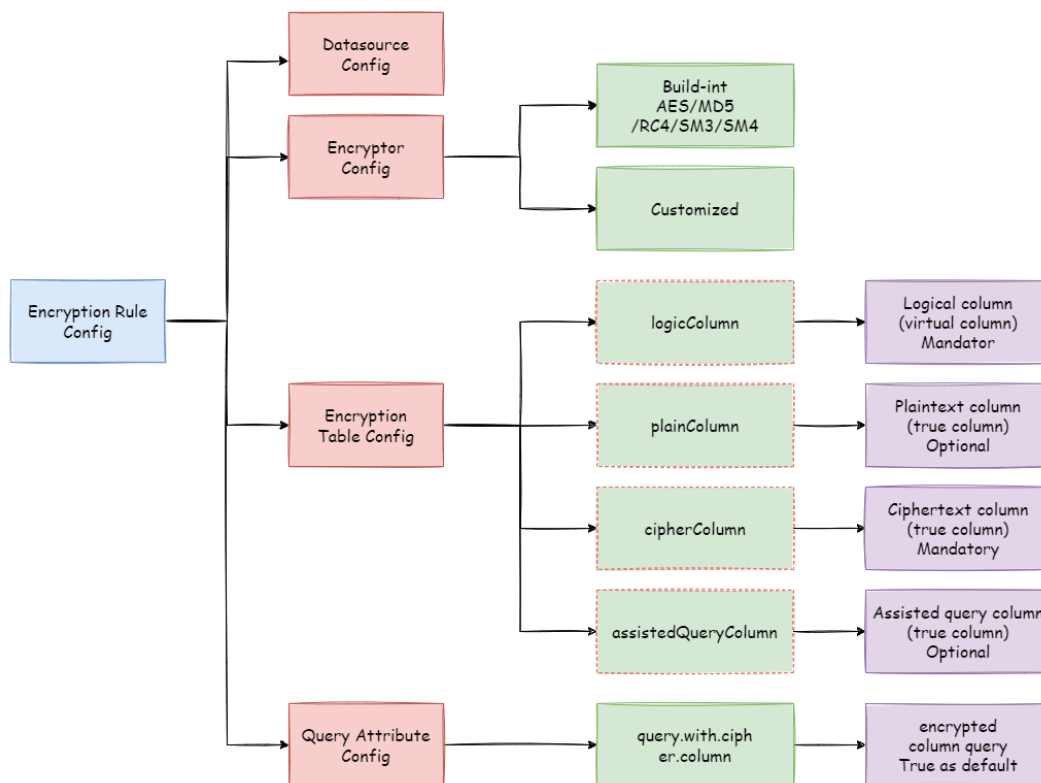 Datasource
Config
Build-int
AES/MD5
/RC4/SM3/SM4
Encryptor
Config
Customized
Encryption Rule
Config
logicColumn
Logical column
(virtual column)
Mandator
Encryption
Table Config
plainColumn
Plaintext column
(true column)
Optional
cipherColumn
Ciphertext column
(true column)
Mandatory
assistedQueryColumn
Assisted query column
(true column)
Optional
Query Attribute
Config
query.with.ciph
er.column
encrypted
column query
True as default